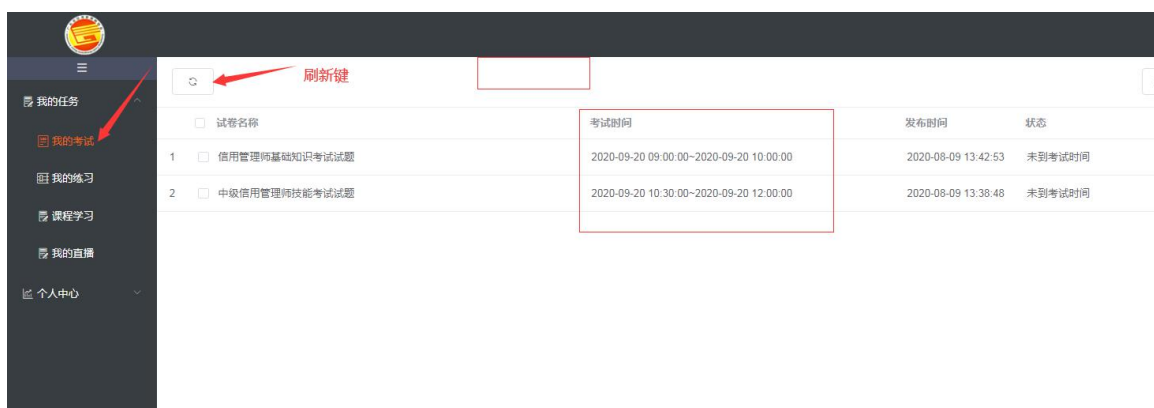 刷新键
我的任务
我的考试
我的练习
课程学习
我的直播
个人中心
试卷名称 考试时间 发布时间 状态
1 信用管理师基础知识考试试题 2020-09-20 09:00:00~2020-09-20 10:00:00 2020-08-09 13:42:53 未到考试时间
2 中级信用管理师技能考试试题 2020-09-20 10:30:00~2020-09-20 12:00:00 2020-08-09 13:38:48 未到考试时间